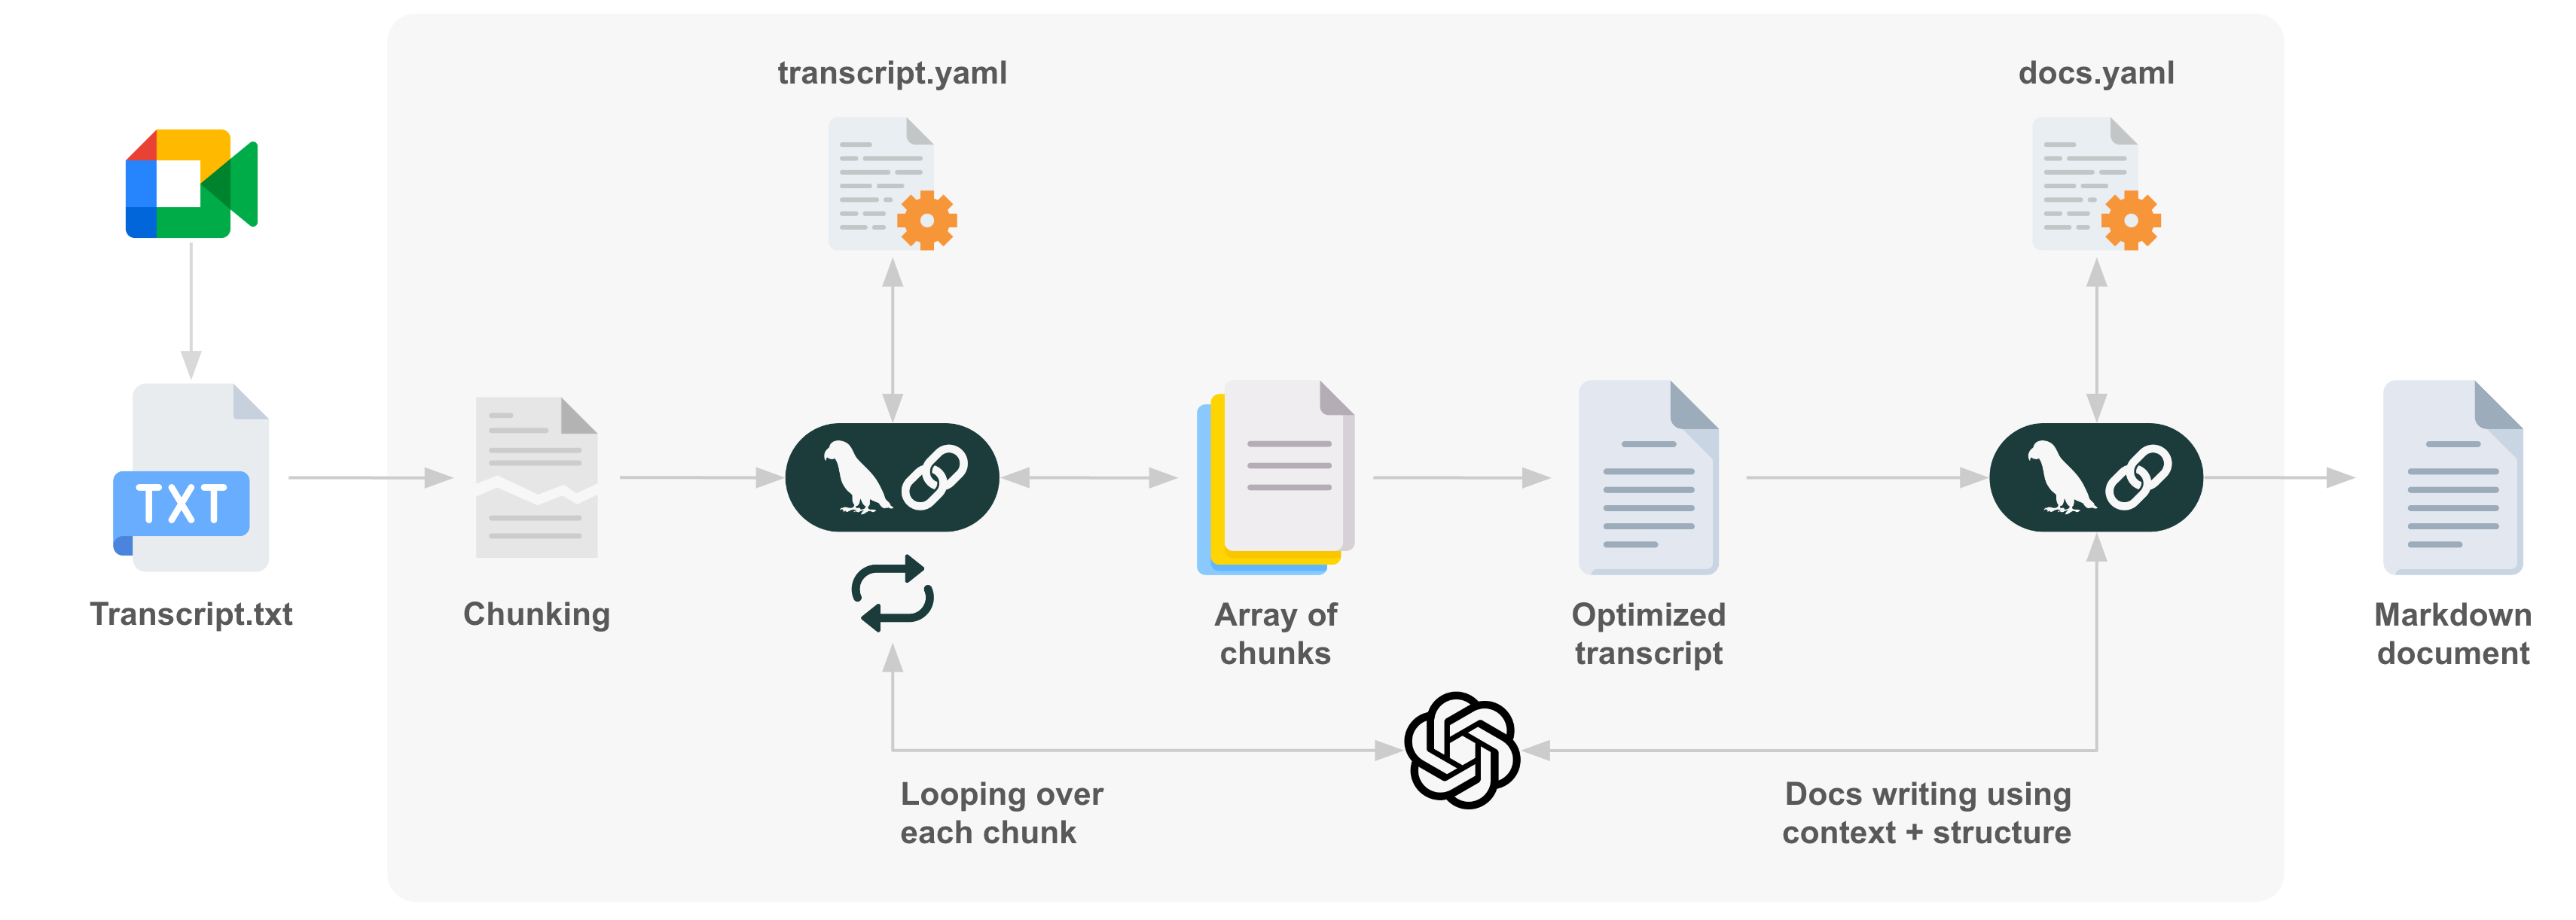 transcript.yaml
docs.yaml
TXT
Transcript.txt
Chunking
Array of
chunks
Optimized
transcript
Markdown
document
Looping over
each chunk
Docs writing using
context + structure